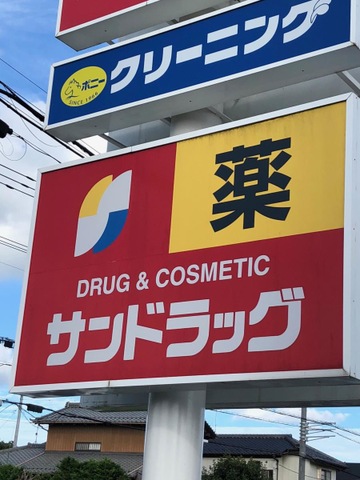 ポニー
SINCE 1964
クリーニング
薬
DRUG & COSMETIC
サンドラッグ